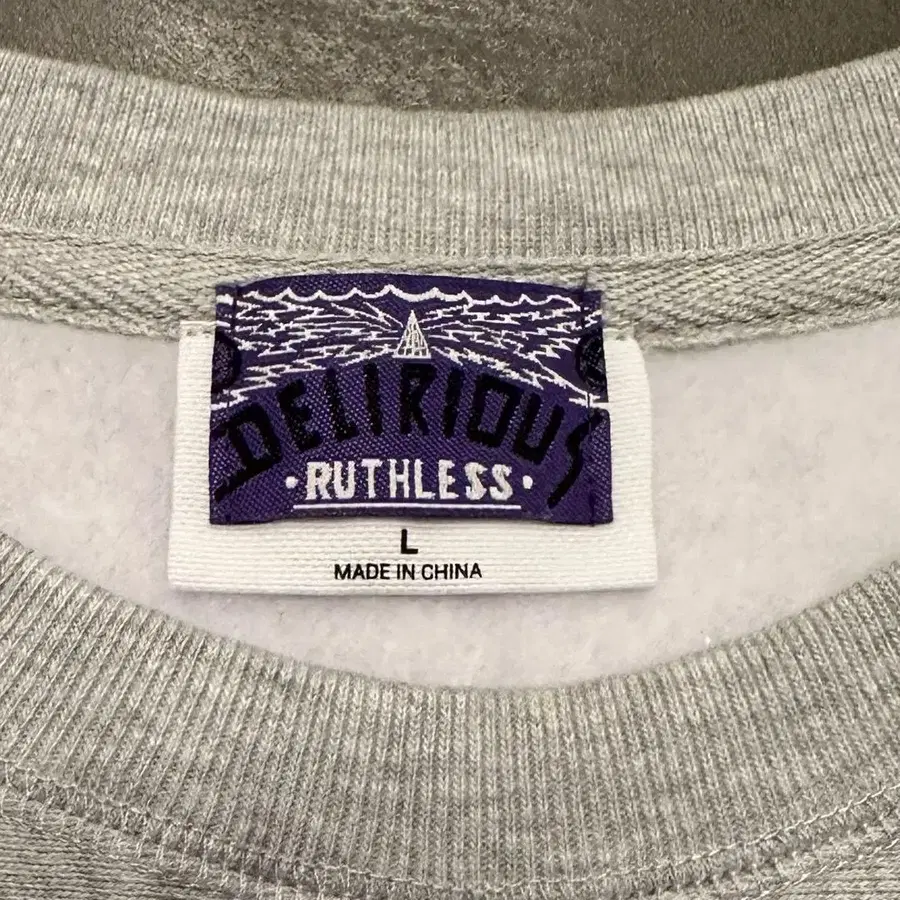 DELIRIOUS
·RUTHLESS·
L
MADE IN CHINA